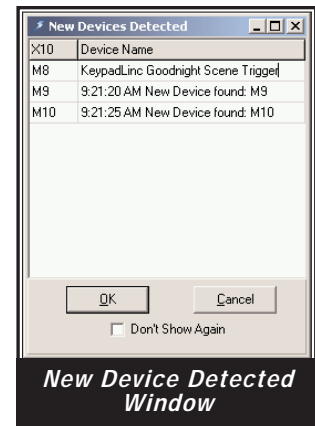 New Devices Detected
X10 Device Name
M8 KeypadLinc Goodnight Scene Trigger
M9 9:21:20 AM New Device found: M9
M10 9:21:25 AM New Device found: M10
OK Cancel
Don't Show Again
New Device Detected
Window